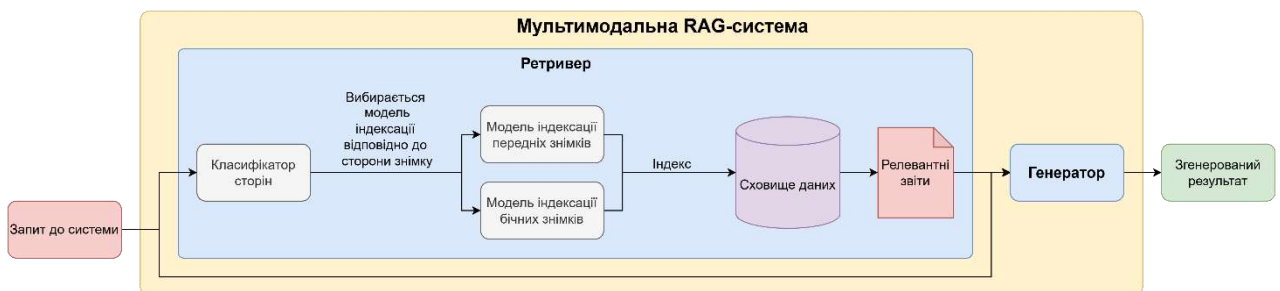 Мультимодальна RAG-система
Ретривер
Вибирається
модель
індексації
відповідно до
сторони знімку
Класифікатор
сторін
Модель індексації
передніх знімків
Модель індексації
бічних знімків
Індекс
Сховище даних
Релевантні
звіти
Генератор
Згенерований
результат
Запит до системи